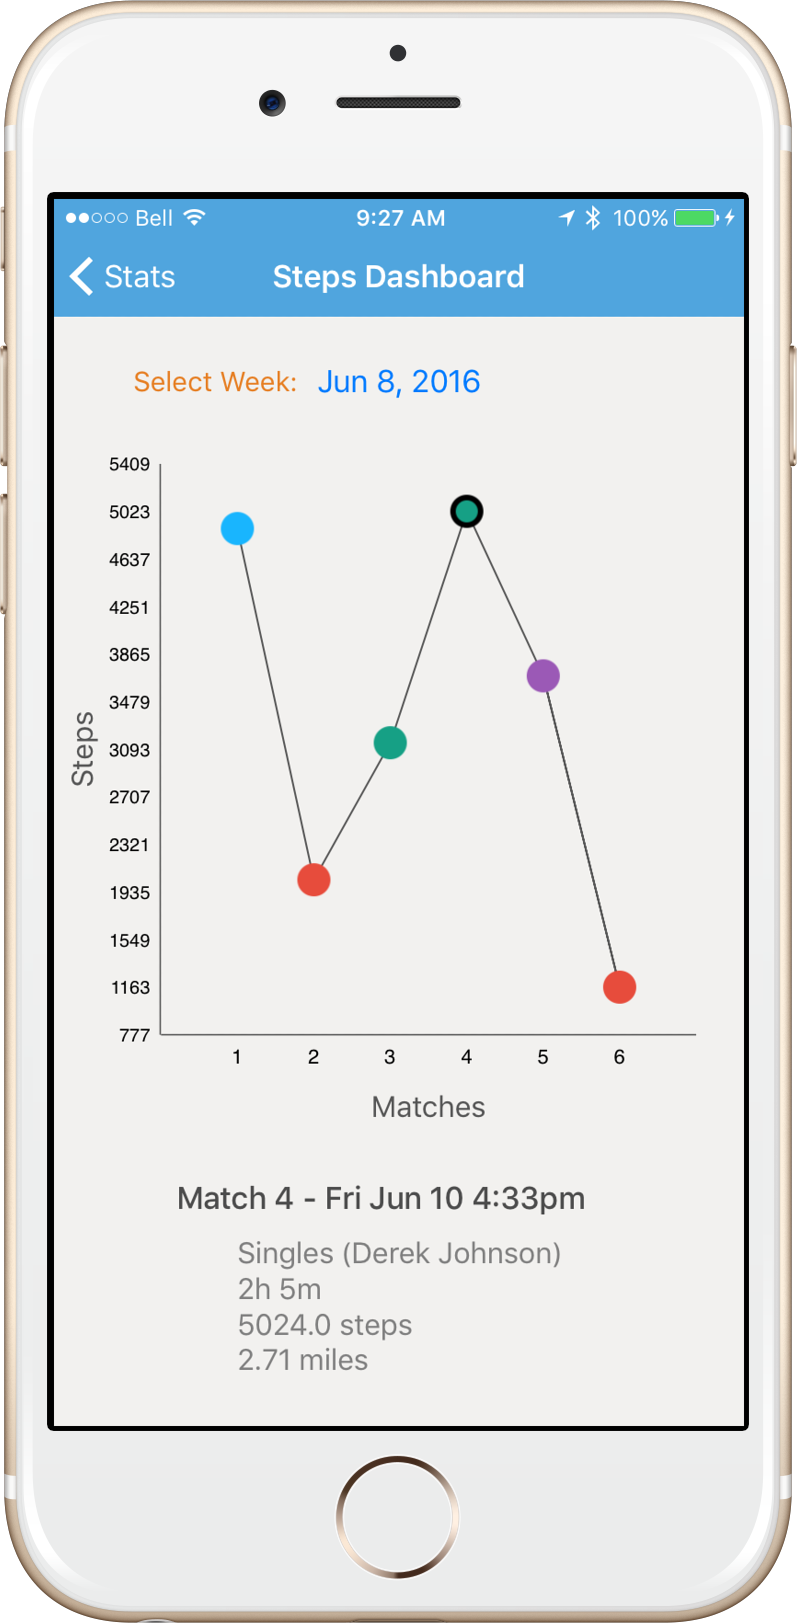 Bell 9:27 AM 100%
Stats Steps Dashboard
Select Week: Jun 8, 2016
5409
5023
4637
4251
3865
3479
3093
2707
2321
1935
1549
1163
777
Steps
1 2 3 4 5 6
Matches
Match 4 - Fri Jun 10 4:33pm
Singles (Derek Johnson)
2h 5m
5024.0 steps
2.71 miles